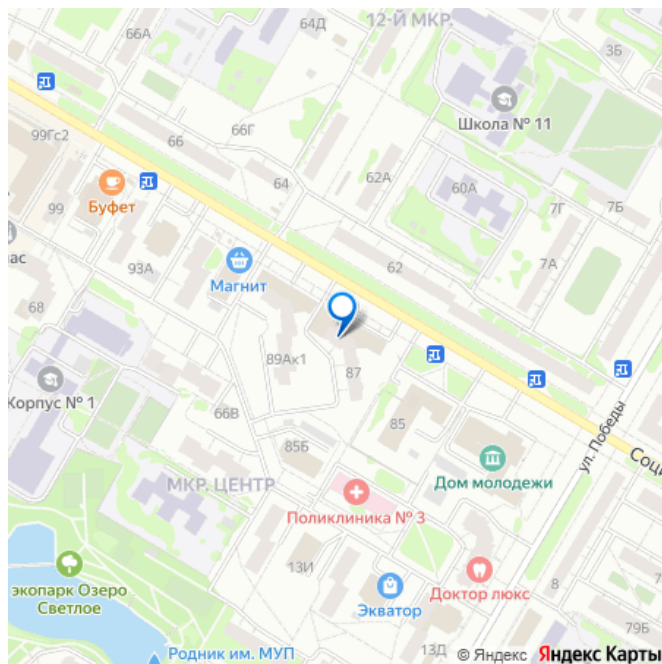 64Д
12-Й МКР.
66А
3Б
Школа № 11
99Гс2
66
66Г
64
62А
60А
Буфет
99
7Г
7Б
93А
62
7А
Магнит
68
89Ак1
87
Корпус № 1
66В
85
ул. Победы
85Б
Дом молодежи
МКР. ЦЕНТР
Поликлиника № 3
13И
экопарк Озеро
Светлое
Экватор
Доктор люкс
8
79Б
Родник им. МУП
13Д
© Яндекс Яндекс Карты